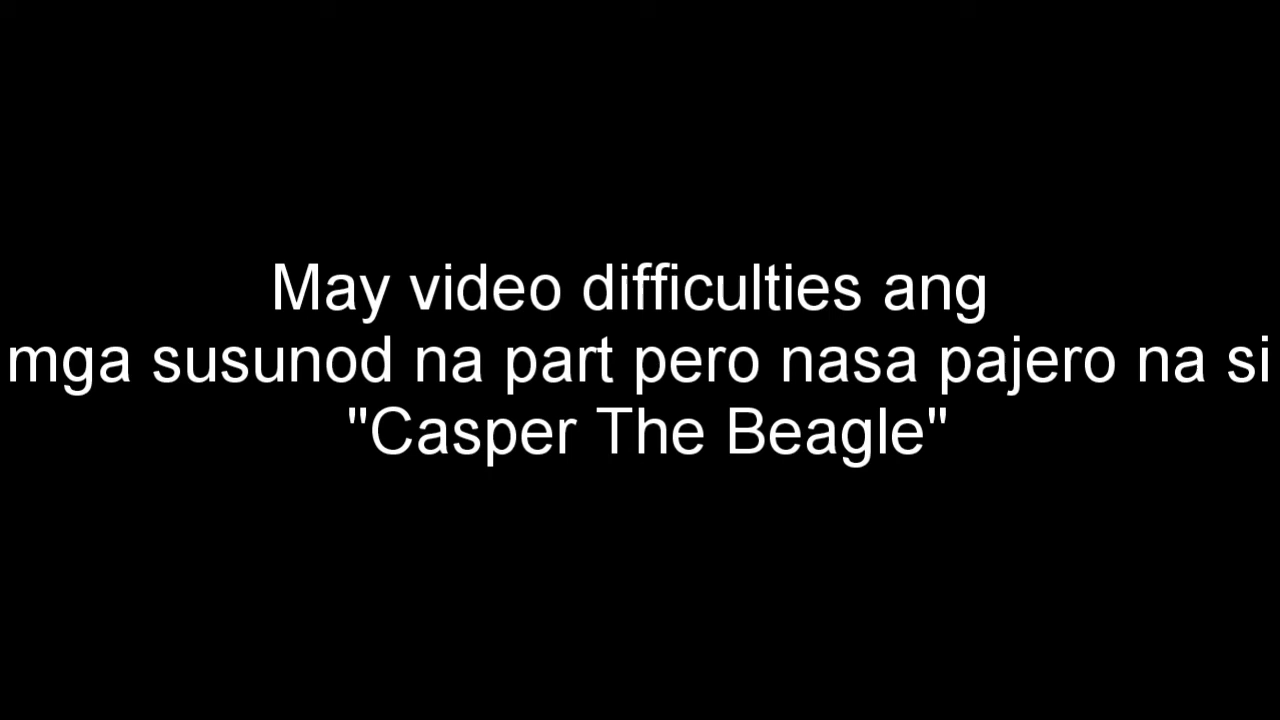 May video difficulties ang
mga susunod na part pero nasa pajero na si
"Casper The Beagle"